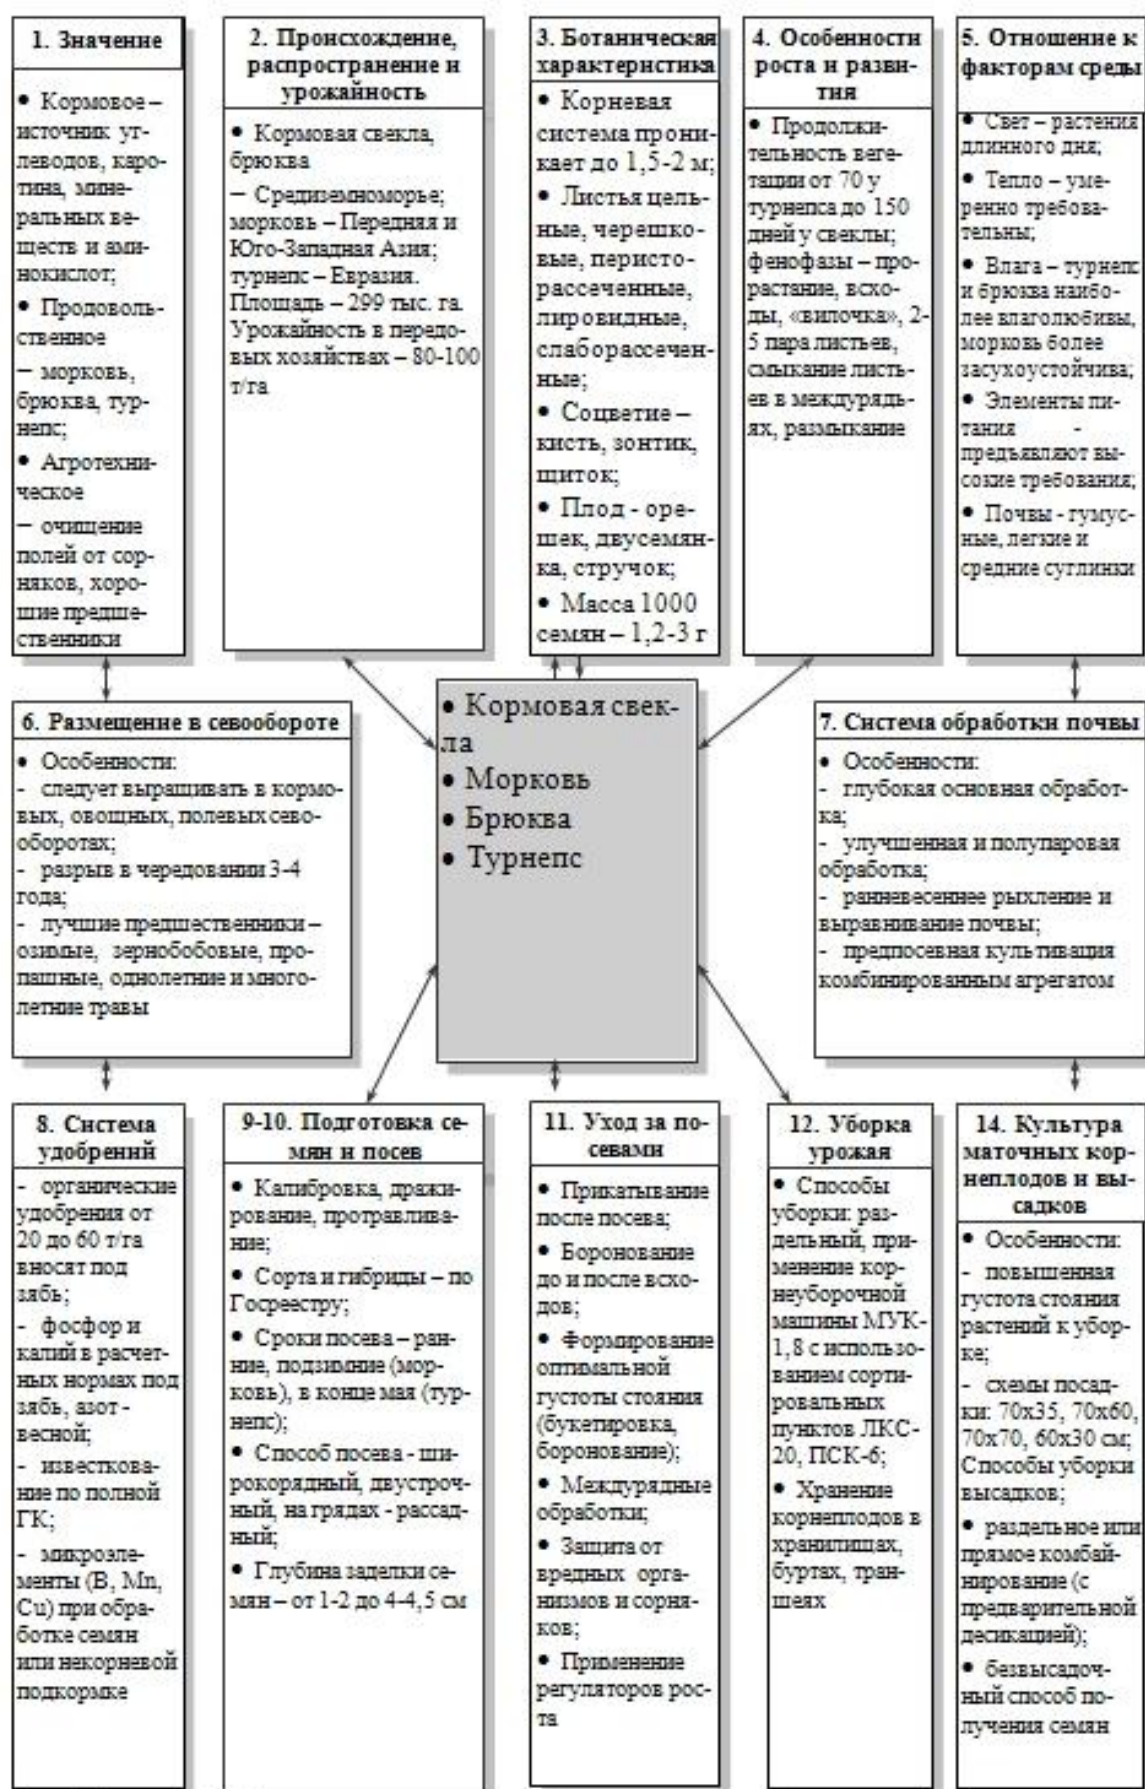 1. Значение
• Кормовое –
источник уг-
леводов, каро-
тина, мине-
ральных ве-
ществ и ами-
нокислот;
• Продоволь-
ственное
– морковь,
брюква, тур-
непс;
• Агротехни-
ческое
– очищение
полей от сор-
няков, хоро-
шие предше-
ственники
2. Происхождение,
распространение и
урожайность
• Кормовая свекла,
брюква
– Средиземноморье;
морковь – Передняя и
Юго-Западная Азия;
турнепс – Евразия.
Площадь – 299 тыс. га.
Урожайность в передо-
вых хозяйствах – 80-100
т/га
3. Ботаническая
характеристика
• Корневая
система прони-
кает до 1,5-2 м;
• Листья цель-
ные, черешко-
вые, перисто-
рассеченные,
лировидные,
слаборассечен-
ные;
• Соцветие –
кисть, зонтик,
щиток;
• Плод - оре-
шек, двусемян-
ка, стручок;
• Масса 1000
семян – 1,2-3 г
4. Особенности
роста и разви-
тия
• Продолжи-
тельность веге-
тации от 70 у
турнепса до 150
дней у свеклы;
фенофазы – про-
растание, всхо-
ды, «вилочка», 2-
5 пара листьев,
смыкание листь-
ев в междурядь-
ях, размыкание
5. Отношение к
факторам среды
• Свет – растения
длинного дня;
• Тепло – уме-
ренно требова-
тельны;
• Влага – турнепс
и брюква наибо-
лее влаголюбивы,
морковь более
засухоустойчива;
• Элементы пи-
тания -
предъявляют вы-
сокие требования;
• Почвы - гумус-
ные, легкие и
средние суглинки
6. Размещение в севообороте
• Особенности:
- следует выращивать в кормо-
вых, овощных, полевых сево-
оборотах;
- разрыв в чередовании 3-4
года;
- лучшие предшественники –
озимые, зернобобовые, про-
пашные, однолетние и много-
летние травы
• Кормовая свек-
ла
• Морковь
• Брюква
• Турнепс
7. Система обработки почвы
• Особенности:
- глубокая основная обработ-
ка;
- улучшенная и полупаровая
обработка;
- ранневесеннее рыхление и
выравнивание почвы;
- предпосевная культивация
комбинированным агрегатом
8. Система
удобрений
- органические
удобрения от
20 до 60 т/га
вносят под
зябь;
- фосфор и
калий в расчет-
ных нормах под
зябь, азот -
весной;
- известкова-
ние по полной
ГК;
- микроэле-
менты (B, Mn,
Cu) при обра-
ботке семян
или некорневой
подкормке
9-10. Подготовка се-
мян и посев
• Калибровка, дражи-
рование, протравлива-
ние;
• Сорта и гибриды – по
Госреестру;
• Сроки посева – ран-
ние, подзимние (мор-
ковь), в конце мая (тур-
непс);
• Способ посева - ши-
рокорядный, двустроч-
ный, на грядах - рассад-
ный;
• Глубина заделки се-
мян – от 1-2 до 4-4,5 см
11. Уход за по-
севами
• Прикатывание
после посева;
• Боронование
до и после всхо-
дов;
• Формирование
оптимальной
густоты стояния
(букетировка,
боронование);
• Междурядные
обработки;
• Защита от
вредных орга-
низмов и сорня-
ков;
• Применение
регуляторов рос-
та
12. Уборка
урожая
• Способы
уборки: раз-
дельный, при-
менение кор-
неуборочной
машины МУК-
1,8 с использо-
ванием сорти-
ровальных
пунктов ЛКС-
20, ПСК-6;
• Хранение
корнеплодов в
хранилищах,
буртах, тран-
шеях
14. Культура
маточных кор-
неплодов и вы-
садков
• Особенности:
- повышенная
густота стояния
растений к убор-
ке;
- схемы посад-
ки: 70х35, 70х60,
70х70, 60х30 см;
Способы уборки
высадков;
• раздельное или
прямое комбай-
нирование (с
предварительной
десикацией);
• безвысадоч-
ный способ по-
лучения семян